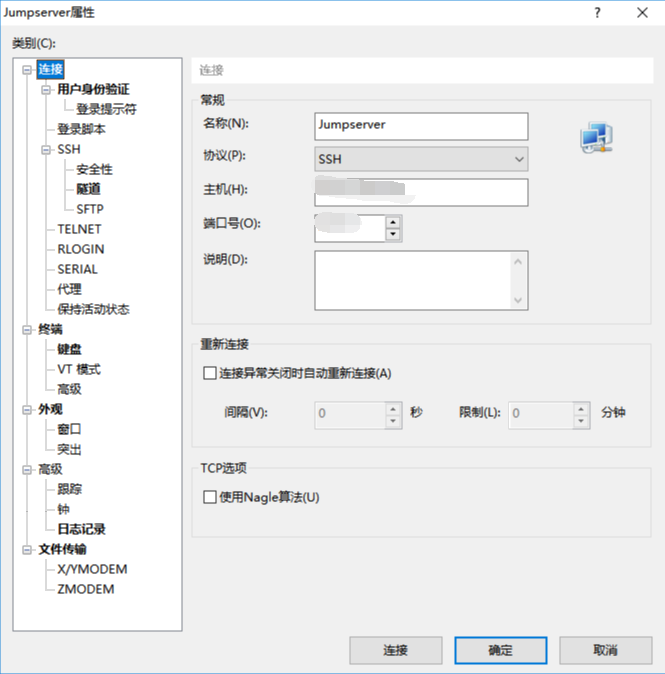 Jumpserver属性
?
类别(C):
连接
用户身份验证
登录提示符
登录脚本
SSH
安全性
隧道
SFTP
TELNET
RLOGIN
SERIAL
代理
保持活动状态
终端
键盘
VT 模式
高级
外观
窗口
突出
高级
跟踪
钟
日志记录
文件传输
X/YMODEM
ZMODEM
连接
常规
名称(N): Jumpserver
协议(P): SSH
主机(H):
端口号(O):
说明(D):
重新连接
连接异常关闭时自动重新连接(A)
间隔(V): 0 秒 限制(L): 0 分钟
TCP选项
使用Nagle算法(U)
连接 确定 取消